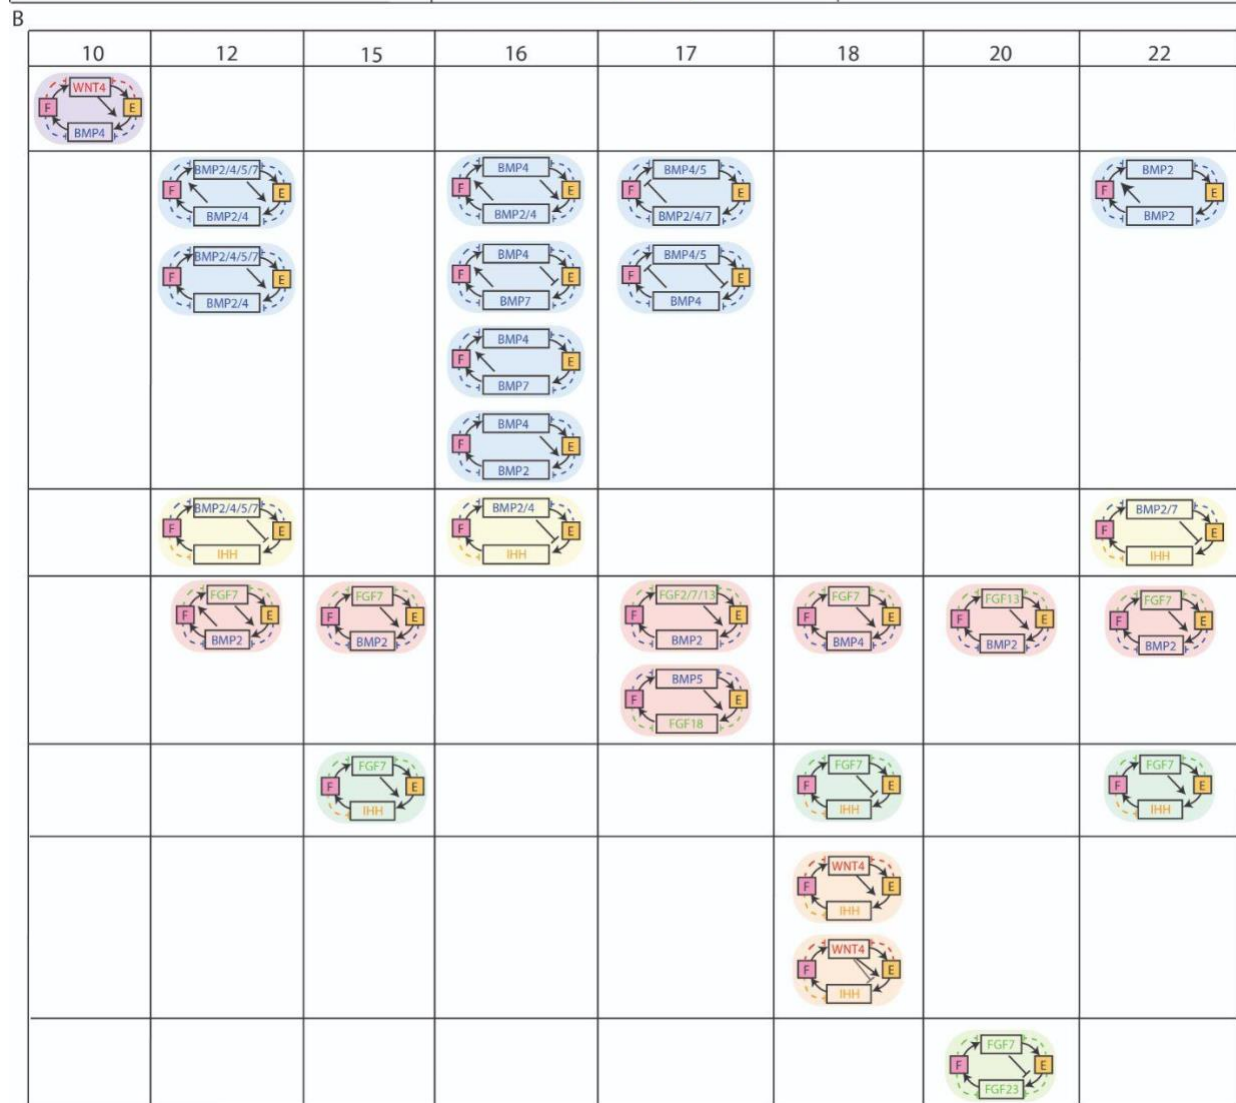 B
10 12 15 16 17 18 20 22
WNT4
F E
BMP4
BMP2/4/5/7 BMP4 BMP4/5 BMP2
F E F E F E F E
BMP2/4 BMP2/4 BMP2/4/7 BMP2
BMP2/4/5/7 BMP4 BMP4/5
F E F E F E
BMP2/4 BMP7 BMP4
BMP4
F E
BMP7
BMP4
F E
BMP2
BMP2/4/5/7 BMP2/4 BMP2/7
F E F E F E
IHH IHH IHH
FGF7 FGF7 FGF2/7/13 FGF7 FGF13 FGF7
F E F E F E F E F E F E
BMP2 BMP2 BMP2 BMP4 BMP2 BMP2
BMP5
F E
FGF18
FGF7 FGF7 FGF7
F E F E F E
IHH IHH IHH
WNT4
F E
IHH
WNT4
F E
IHH
FGF7
F E
FGF23